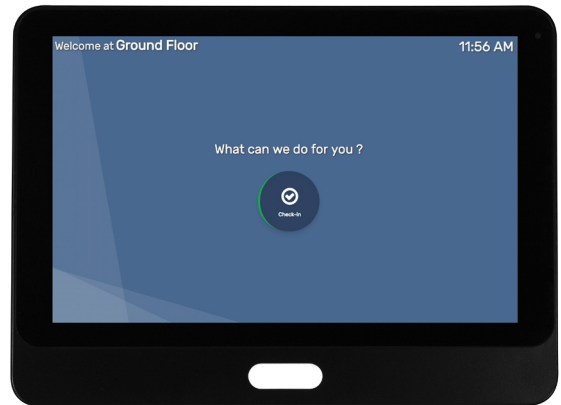 Welcome at Ground Floor
11:56 AM
What can we do for you ?
Check-in